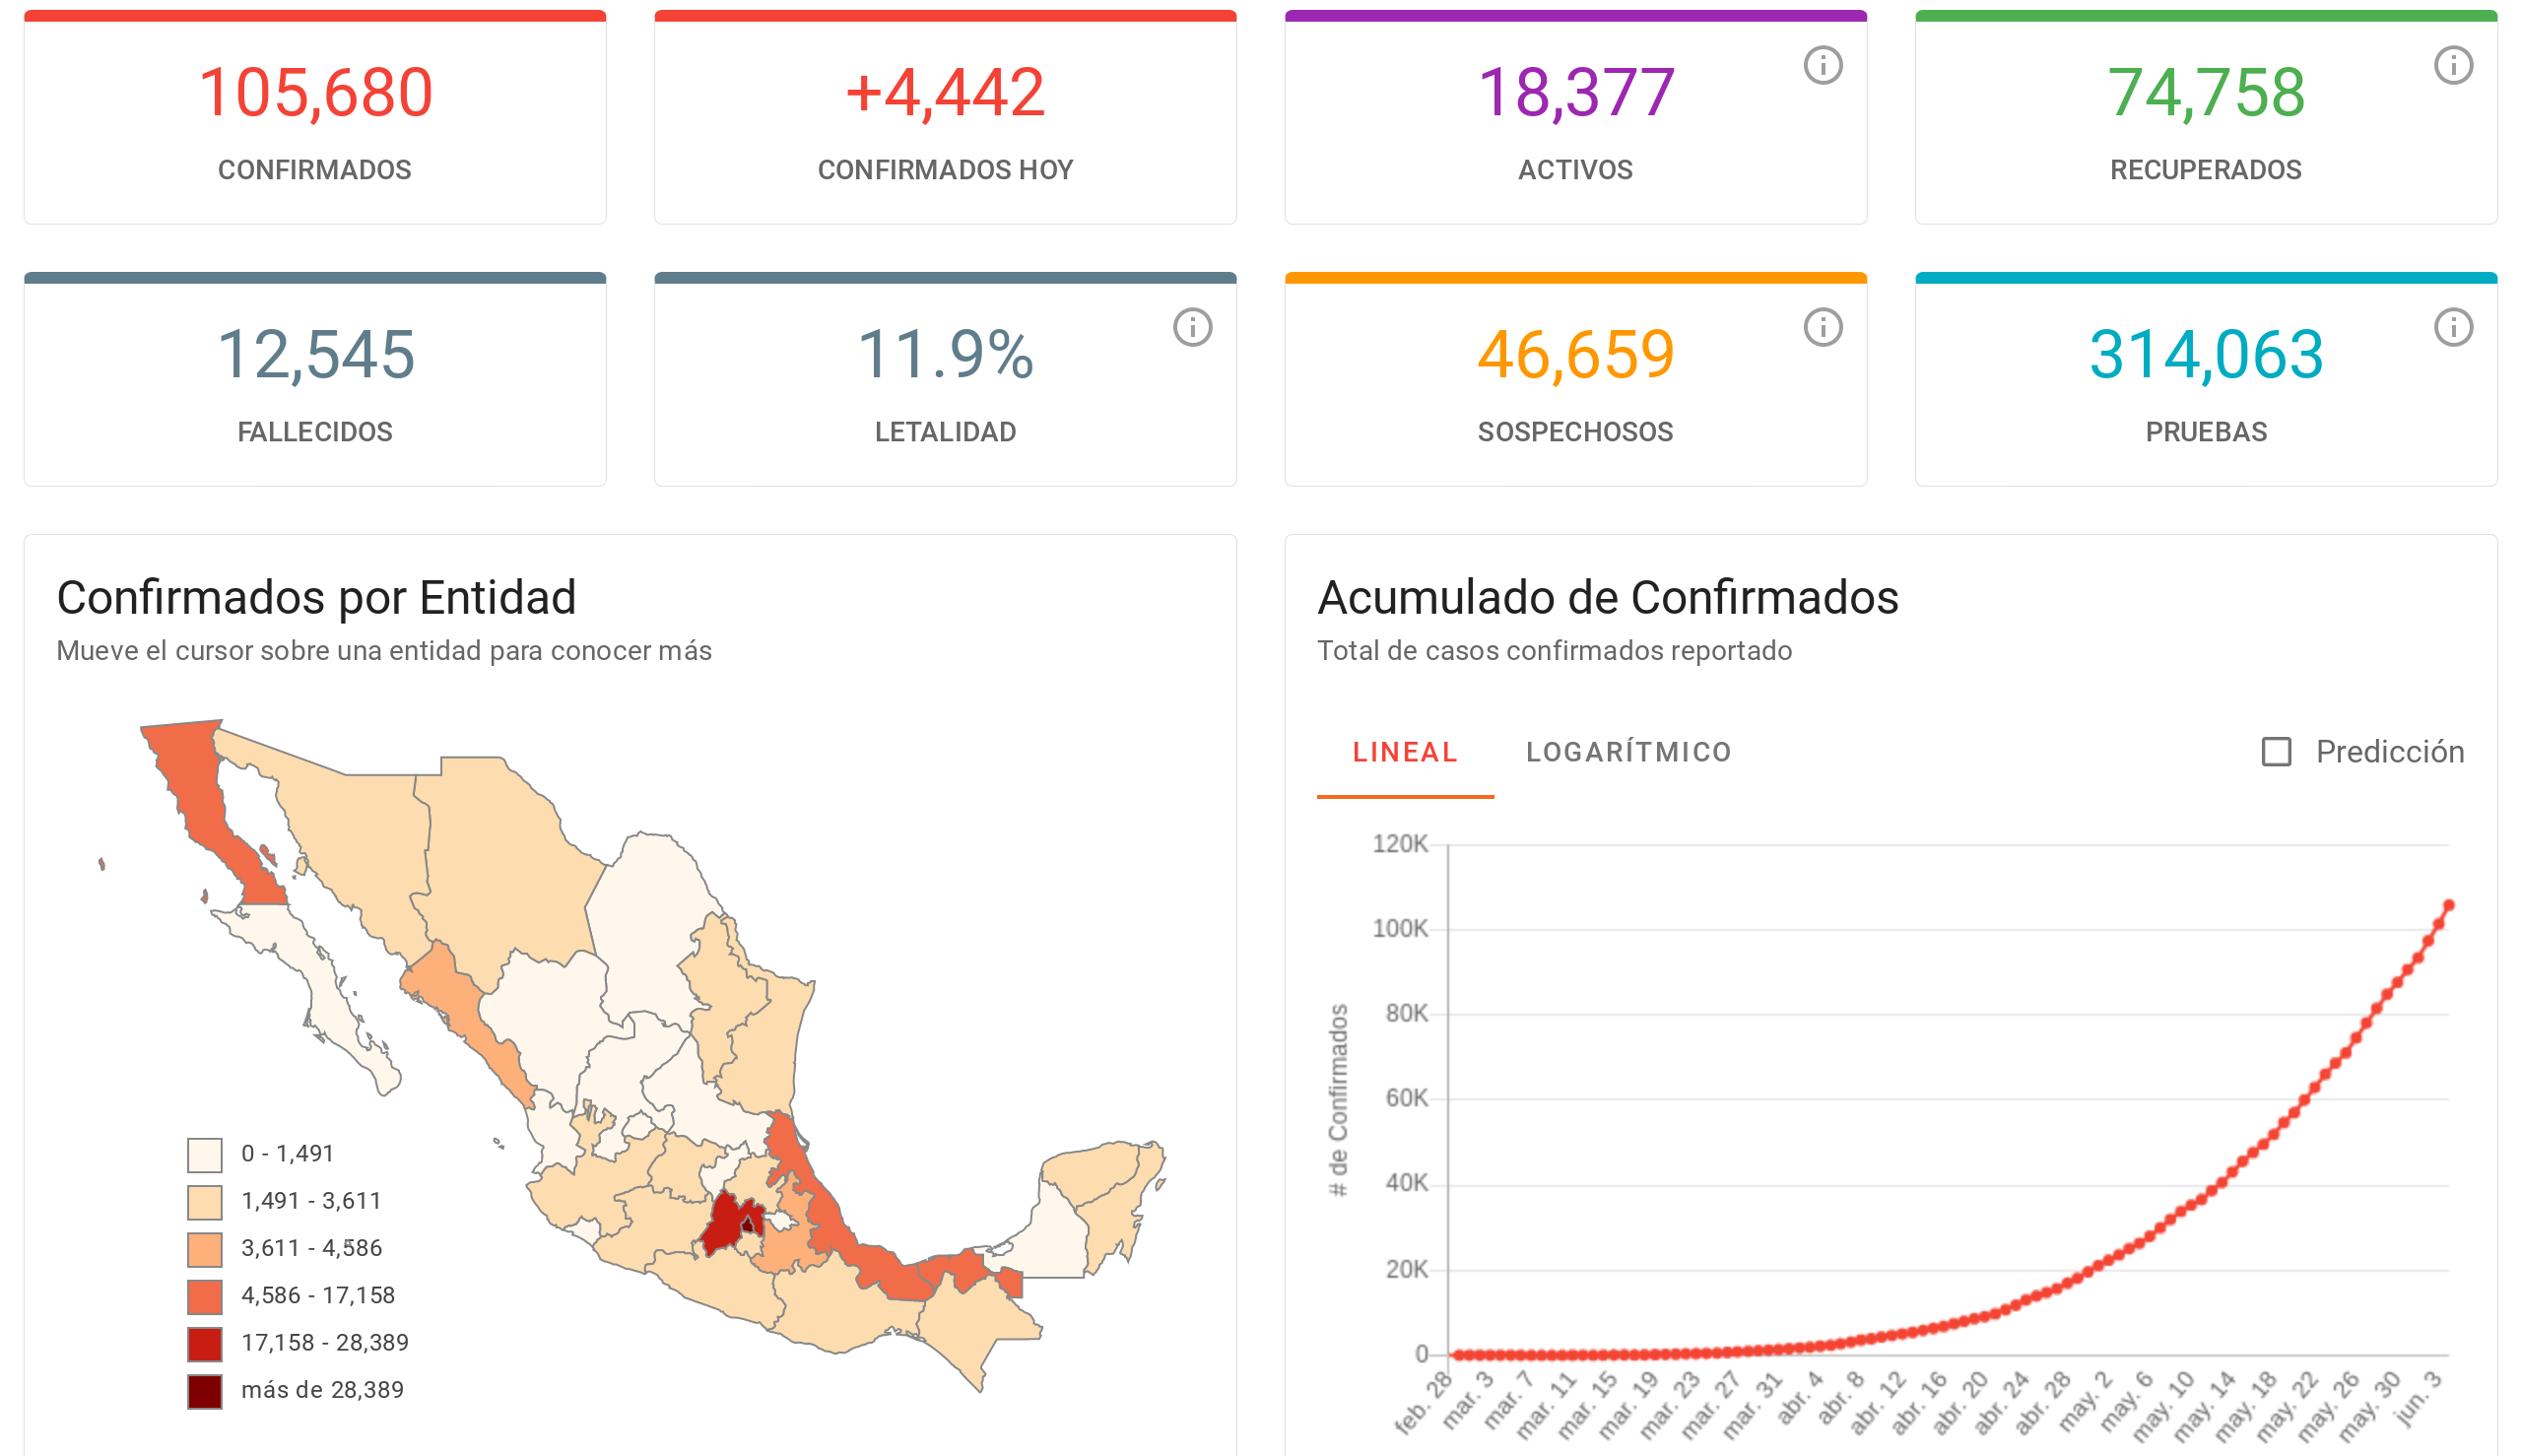 105,680
CONFIRMADOS
+4,442
CONFIRMADOS HOY
18,377
ACTIVOS
74,758
RECUPERADOS
12,545
FALLECIDOS
11.9%
LETALIDAD
46,659
SOSPECHOSOS
314,063
PRUEBAS
Confirmados por Entidad
Mueve el cursor sobre una entidad para conocer más
0 - 1,491
1,491 - 3,611
3,611 - 4,586
4,586 - 17,158
17,158 - 28,389
más de 28,389
Acumulado de Confirmados
Total de casos confirmados reportado
LINEAL
LOGARÍTMICO
Predicción
# de Confirmados
120K
100K
80K
60K
40K
20K
0
feb. 28
mar. 3
mar. 7
mar. 11
mar. 15
mar. 19
mar. 23
mar. 27
mar. 31
abr. 4
abr. 8
abr. 12
abr. 16
abr. 20
abr. 24
abr. 28
may. 2
may. 6
may. 10
may. 14
may. 18
may. 22
may. 26
may. 30
jun. 3